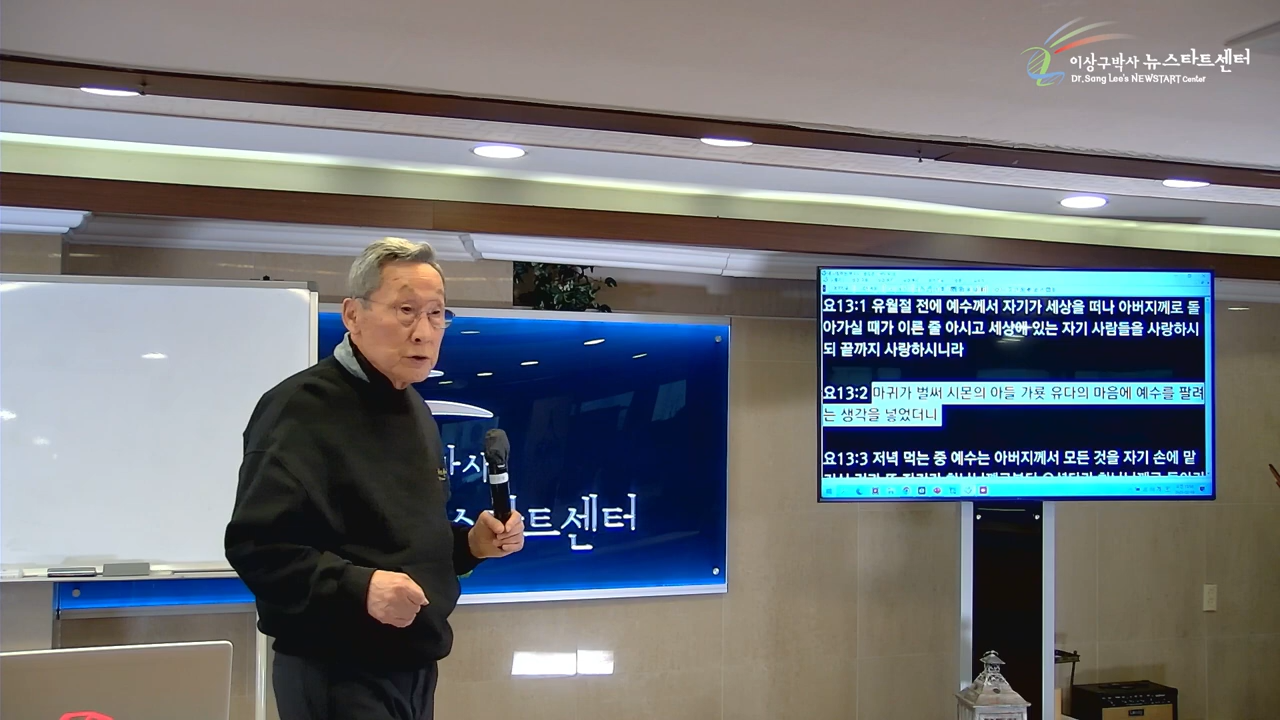 이상구박사 뉴스타트센터
Dr. Sang Lee's NEWSTART Center
요13:1 유월절 전에 예수께서 자기가 세상을 떠나 아버지께로 돌
아가실 때가 이른 줄 아시고 세상에 있는 자기 사람들을 사랑하시
되 끝까지 사랑하시니라
요13:2 마귀가 벌써 시몬의 아들 가룟 유다의 마음에 예수를 팔려
는 생각을 넣었더니
요13:3 저녁 먹는 중 예수는 아버지께서 모든 것을 자기 손에 맡
박사
스타트센터